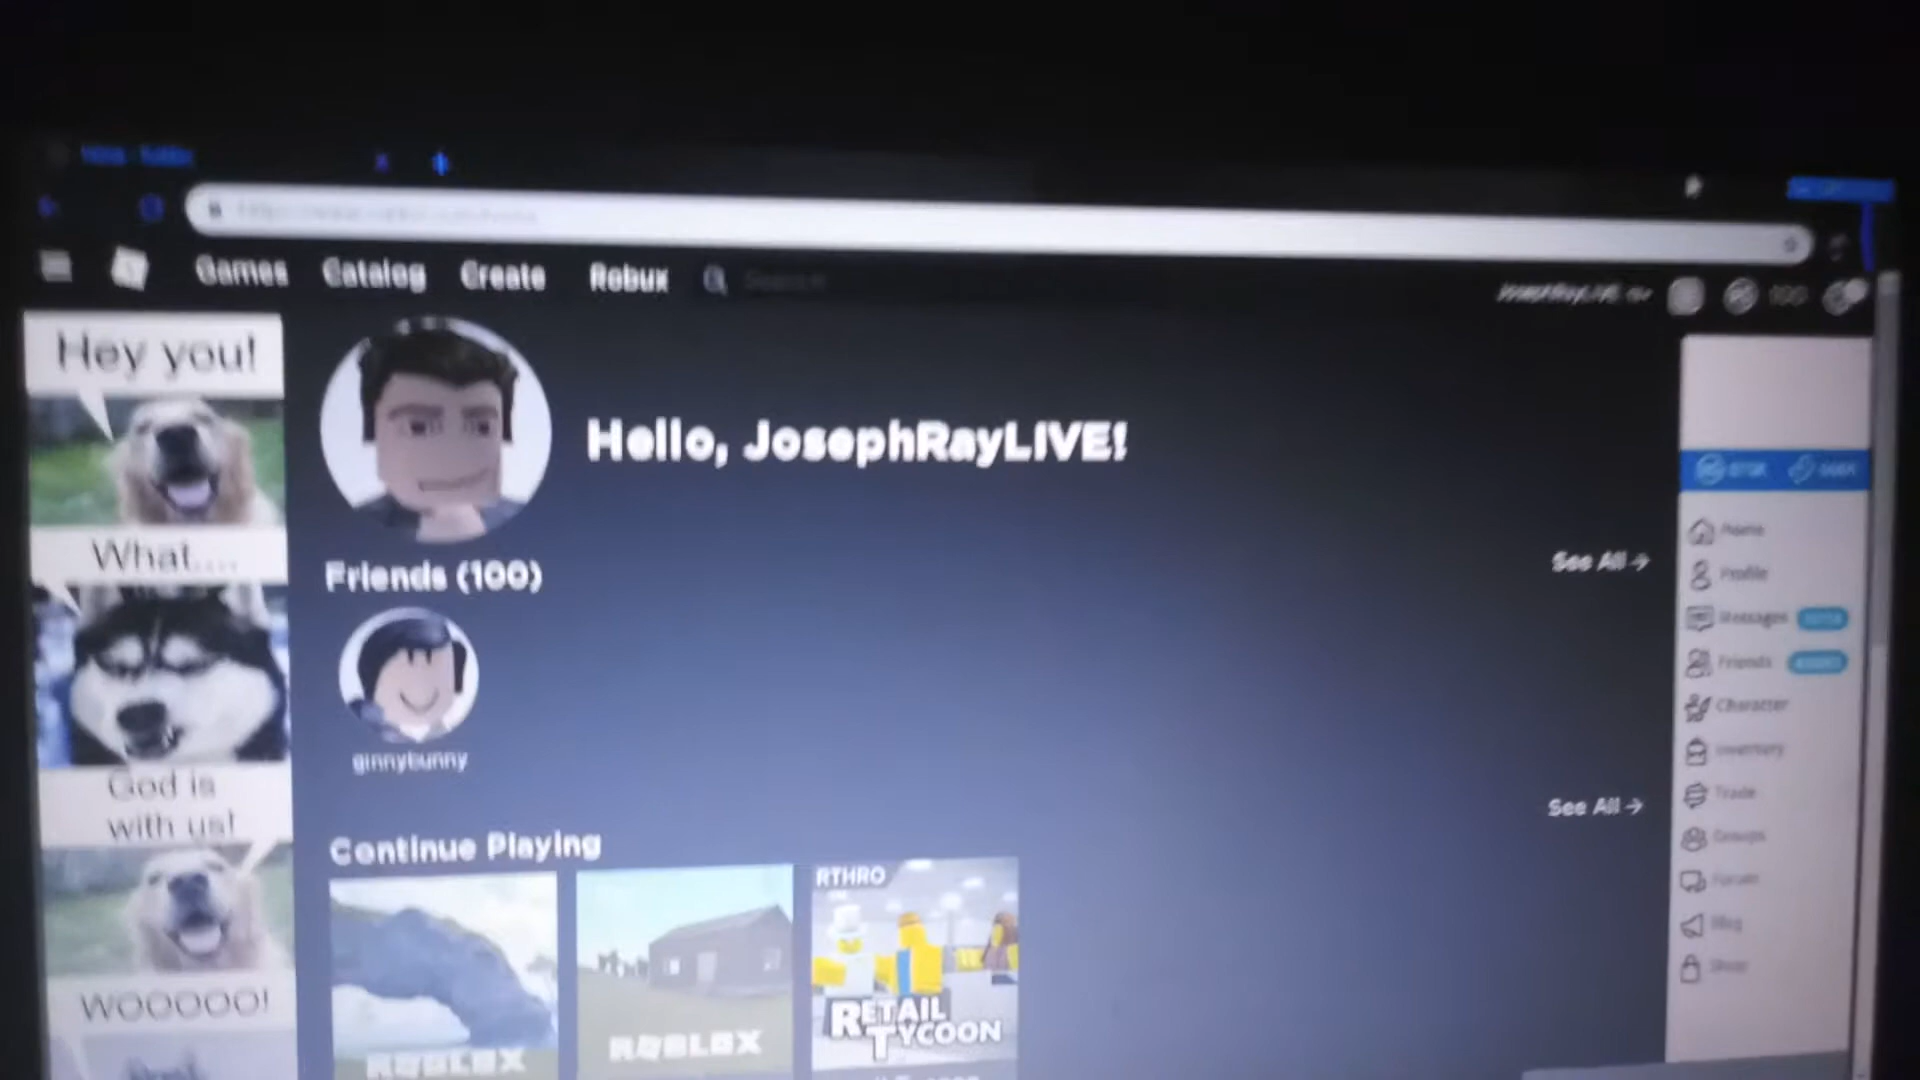 Games Catalog Create Robux Search
JosephRayLIVE 100
Hey you!
Hello, JosephRayLIVE!
What....
Friends (100)
See All →
ginnybunny
God is
with us!
See All →
Continue Playing
RTHRO
RETAIL
TYCOON
ROBLOX
ROBLOX
WOOOOO!
Home
Profile
Messages
Friends
Character
Inventory
Trade
Groups
Forum
Blog
Shop